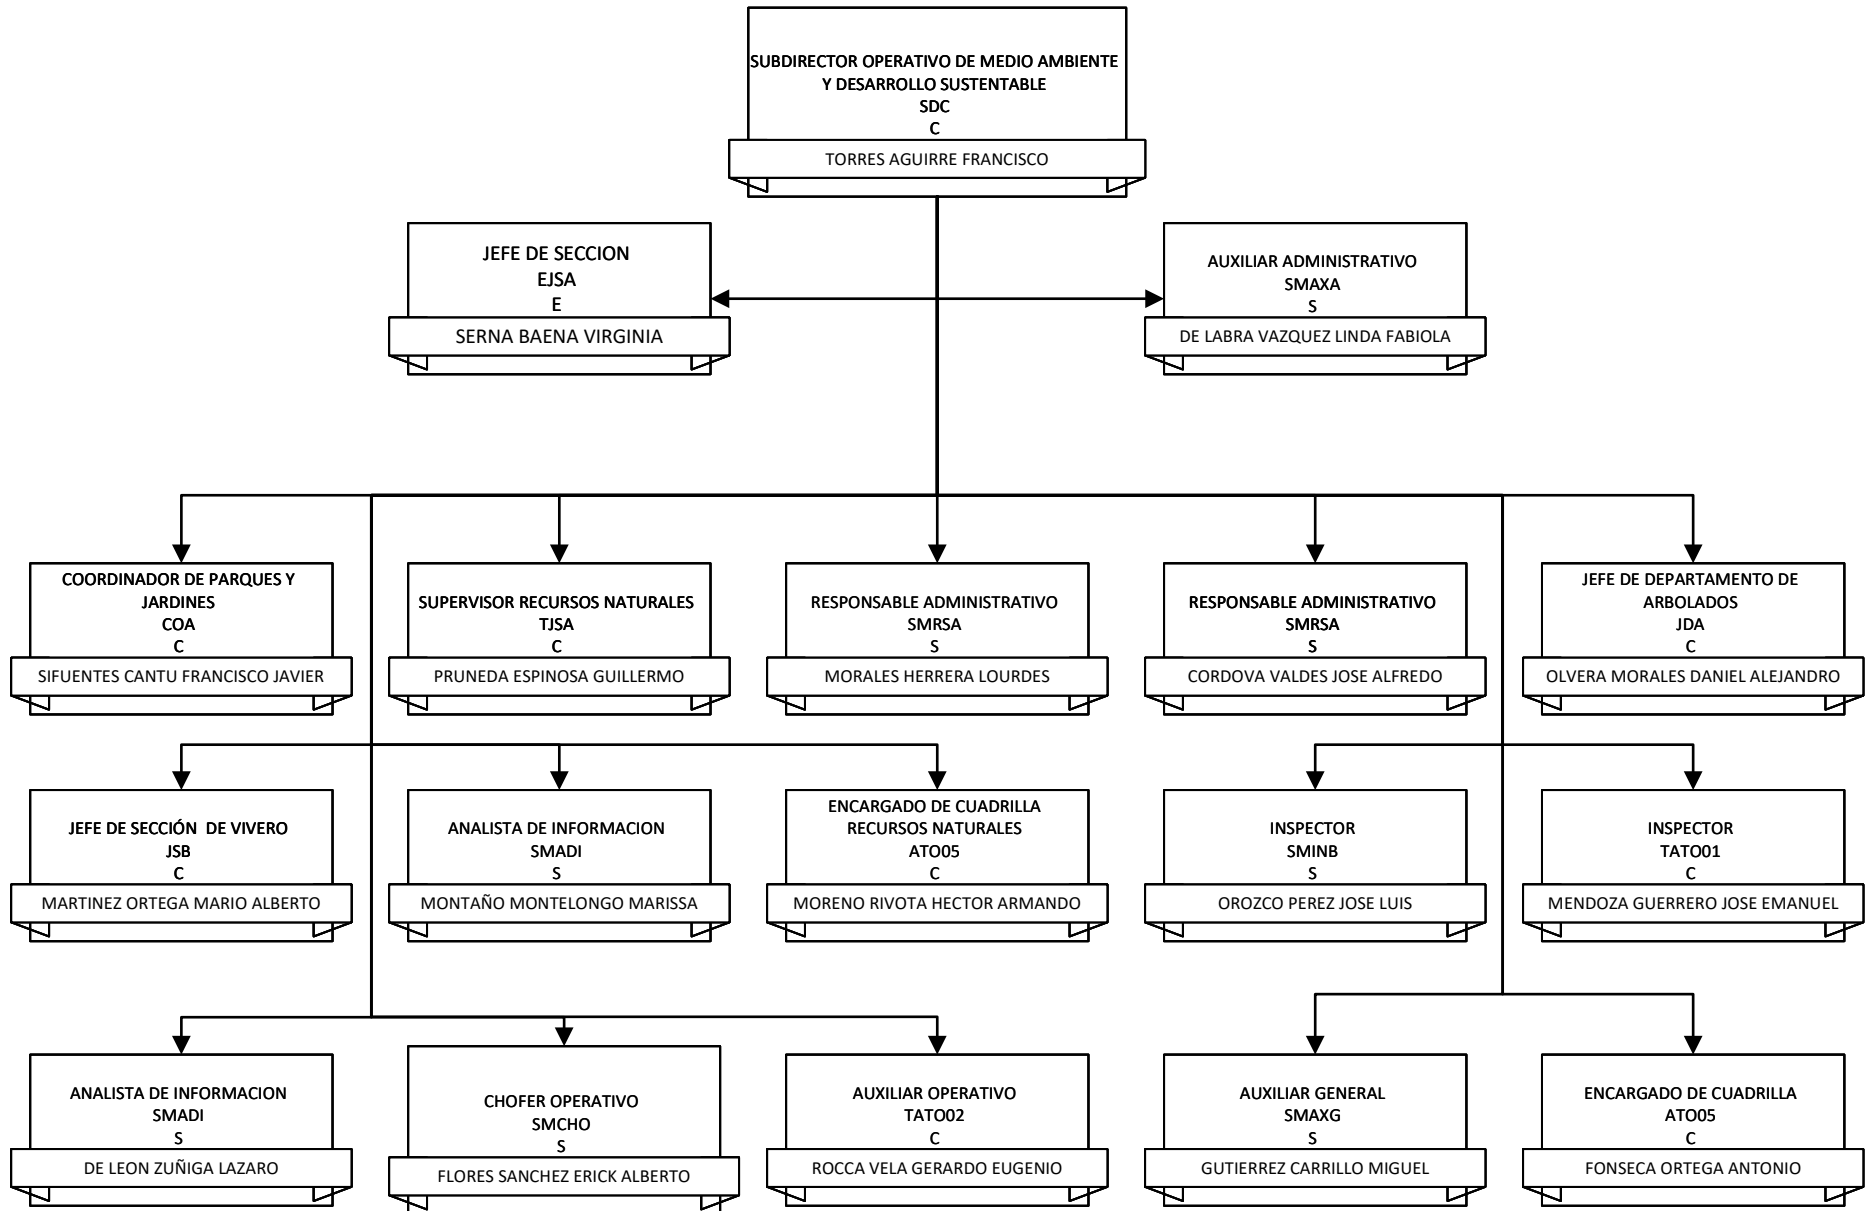 SUBDIRECTOR OPERATIVO DE MEDIO AMBIENTE
Y DESARROLLO SUSTENTABLE
SDC
C
TORRES AGUIRRE FRANCISCO
JEFE DE SECCION
EJSA
E
SERNA BAENA VIRGINIA
AUXILIAR ADMINISTRATIVO
SMAXA
S
DE LABRA VAZQUEZ LINDA FABIOLA
COORDINADOR DE PARQUES Y
JARDINES
COA
C
SIFUENTES CANTU FRANCISCO JAVIER
SUPERVISOR RECURSOS NATURALES
TJSA
C
PRUNEDA ESPINOSA GUILLERMO
RESPONSABLE ADMINISTRATIVO
SMRSA
S
MORALES HERRERA LOURDES
RESPONSABLE ADMINISTRATIVO
SMRSA
S
CORDOVA VALDES JOSE ALFREDO
JEFE DE DEPARTAMENTO DE
ARBOLADOS
JDA
C
OLVERA MORALES DANIEL ALEJANDRO
JEFE DE SECCIÓN DE VIVERO
JSB
C
MARTINEZ ORTEGA MARIO ALBERTO
ANALISTA DE INFORMACION
SMADI
S
MONTAÑO MONTELONGO MARISSA
ENCARGADO DE CUADRILLA
RECURSOS NATURALES
ATO05
C
MORENO RIVOTA HECTOR ARMANDO
INSPECTOR
SMINB
S
OROZCO PEREZ JOSE LUIS
INSPECTOR
TATO01
C
MENDOZA GUERRERO JOSE EMANUEL
ANALISTA DE INFORMACION
SMADI
S
DE LEON ZUÑIGA LAZARO
CHOFER OPERATIVO
SMCHO
S
FLORES SANCHEZ ERICK ALBERTO
AUXILIAR OPERATIVO
TATO02
C
ROCCA VELA GERARDO EUGENIO
AUXILIAR GENERAL
SMAXG
S
GUTIERREZ CARRILLO MIGUEL
ENCARGADO DE CUADRILLA
ATO05
C
FONSECA ORTEGA ANTONIO